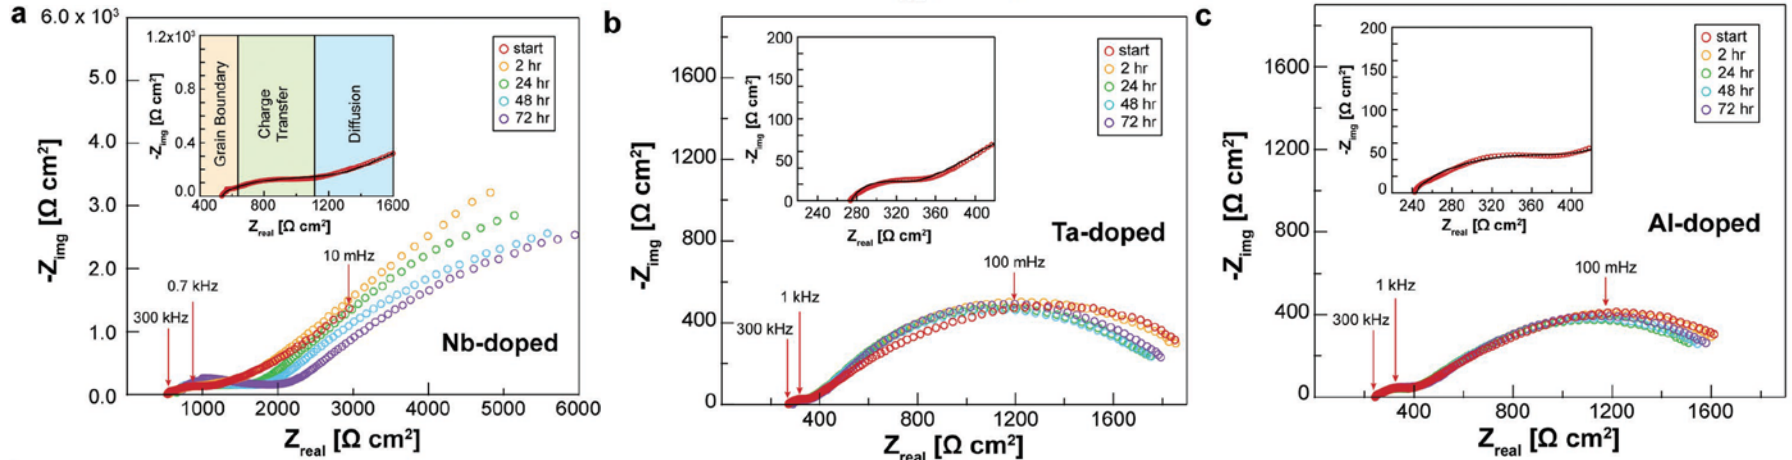 a
6.0 x 10³
5.0
4.0
3.0
2.0
1.0
0.0
-Z_img [Ω cm²]
1000
2000
3000
4000
5000
6000
Z_real [Ω cm²]
1.2x10³
0.8
0.4
0.0
-Z_img [Ω cm²]
Grain Boundary
Charge
Transfer
Diffusion
400
800
1200
1600
Z_real [Ω cm²]
start
2 hr
24 hr
48 hr
72 hr
300 kHz
0.7 kHz
10 mHz
Nb-doped
b
1600
1200
800
400
0
-Z_img [Ω cm²]
400
800
1200
1600
Z_real [Ω cm²]
200
150
100
50
0
-Z_img [Ω cm²]
240
280
320
360
400
Z_real [Ω cm²]
start
2 hr
24 hr
48 hr
72 hr
300 kHz
1 kHz
100 mHz
Ta-doped
c
1600
1200
800
400
0
-Z_img [Ω cm²]
400
800
1200
1600
Z_real [Ω cm²]
200
150
100
50
0
-Z_img [Ω cm²]
240
280
320
360
400
Z_real [Ω cm²]
start
2 hr
24 hr
48 hr
72 hr
300 kHz
1 kHz
100 mHz
Al-doped